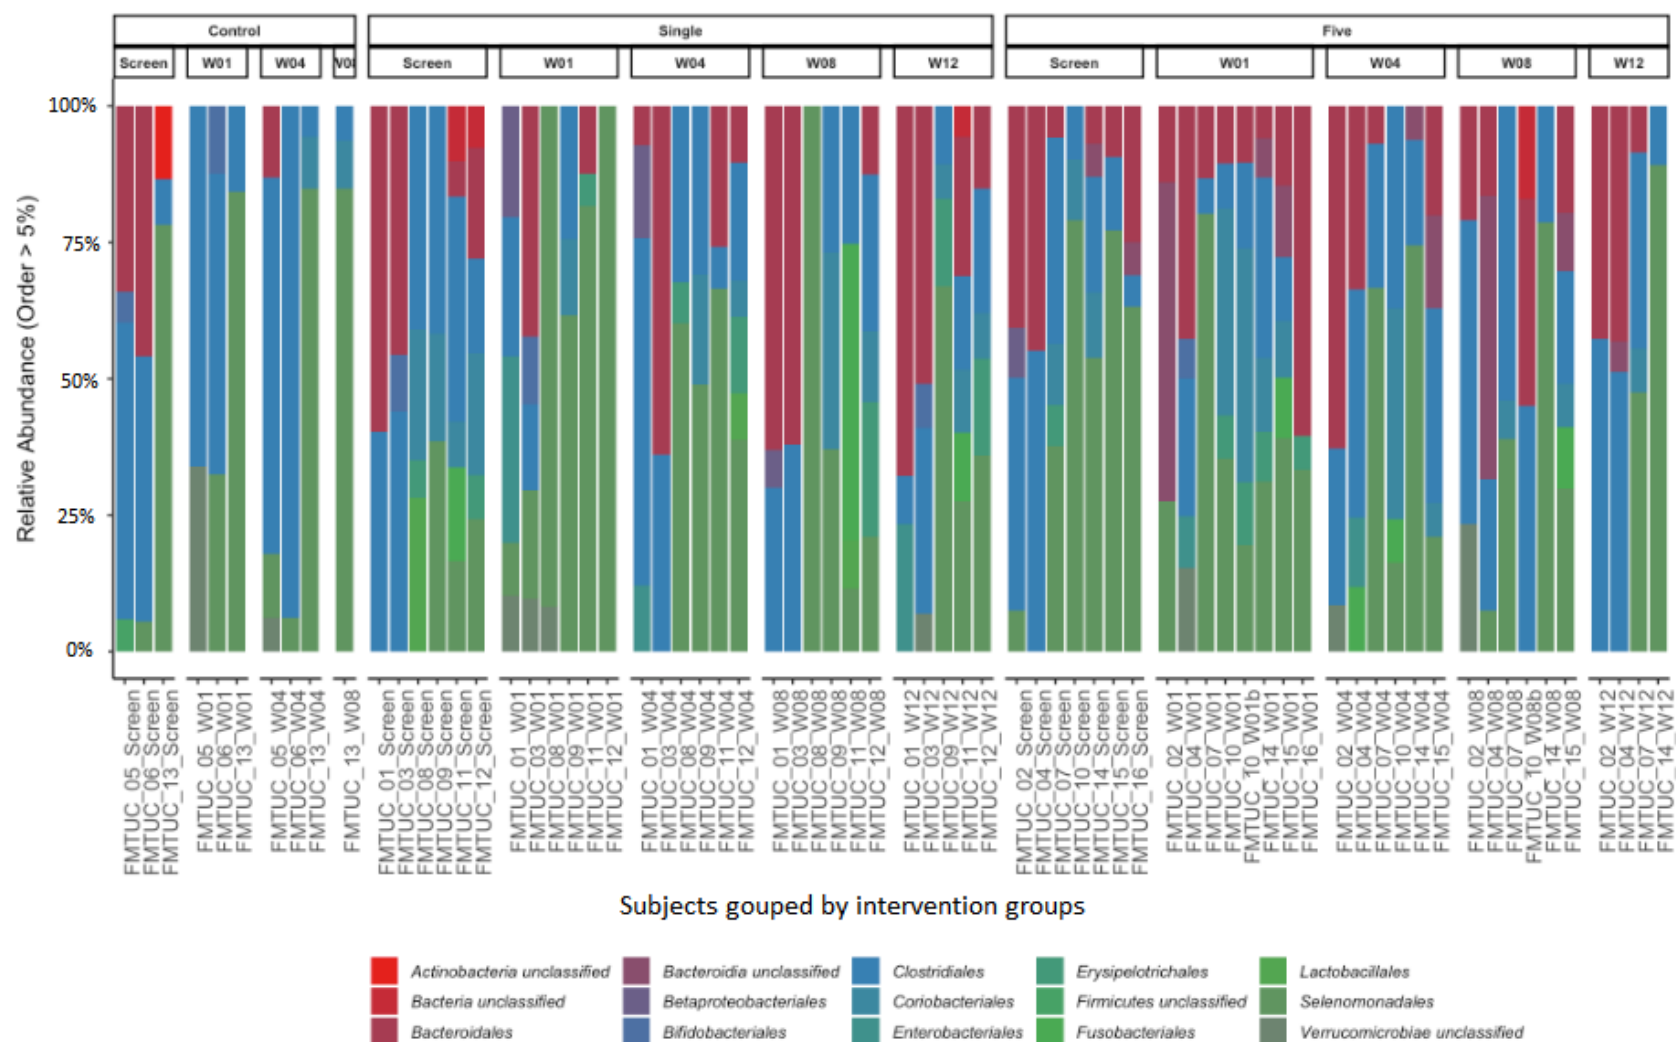 Control Single Five
Screen W01 W04 W08 Screen W01 W04 W08 W12 Screen W01 W04 W08 W12
Relative Abundance (Order > 5%)
100%
75%
50%
25%
0%
FMTUC_05_Screen
FMTUC_06_Screen
FMTUC_13_Screen
FMTUC_05_W01
FMTUC_06_W01
FMTUC_13_W01
FMTUC_05_W04
FMTUC_06_W04
FMTUC_13_W04
FMTUC_13_W08
FMTUC_01_Screen
FMTUC_03_Screen
FMTUC_08_Screen
FMTUC_09_Screen
FMTUC_11_Screen
FMTUC_12_Screen
FMTUC_01_W01
FMTUC_03_W01
FMTUC_08_W01
FMTUC_09_W01
FMTUC_11_W01
FMTUC_12_W01
FMTUC_01_W04
FMTUC_03_W04
FMTUC_08_W04
FMTUC_09_W04
FMTUC_11_W04
FMTUC_12_W04
FMTUC_01_W08
FMTUC_03_W08
FMTUC_08_W08
FMTUC_09_W08
FMTUC_11_W08
FMTUC_12_W08
FMTUC_01_W12
FMTUC_03_W12
FMTUC_09_W12
FMTUC_11_W12
FMTUC_12_W12
FMTUC_02_Screen
FMTUC_04_Screen
FMTUC_07_Screen
FMTUC_10_Screen
FMTUC_14_Screen
FMTUC_15_Screen
FMTUC_16_Screen
FMTUC_02_W01
FMTUC_04_W01
FMTUC_07_W01
FMTUC_10_W01
FMTUC_10_W01b
FMTUC_14_W01
FMTUC_15_W01
FMTUC_16_W01
FMTUC_02_W04
FMTUC_04_W04
FMTUC_07_W04
FMTUC_10_W04
FMTUC_14_W04
FMTUC_15_W04
FMTUC_02_W08
FMTUC_04_W08
FMTUC_07_W08
FMTUC_10_W08b
FMTUC_14_W08
FMTUC_15_W08
FMTUC_02_W12
FMTUC_04_W12
FMTUC_07_W12
FMTUC_14_W12
Subjects gouped by intervention groups
Actinobacteria unclassified Bacteroidia unclassified Clostridiales Erysipelotrichales Lactobacillales
Bacteria unclassified Betaproteobacteriales Coriobacteriales Firmicutes unclassified Selenomonadales
Bacteroidales Bifidobacteriales Enterobacteriales Fusobacteriales Verrucomicrobiae unclassified